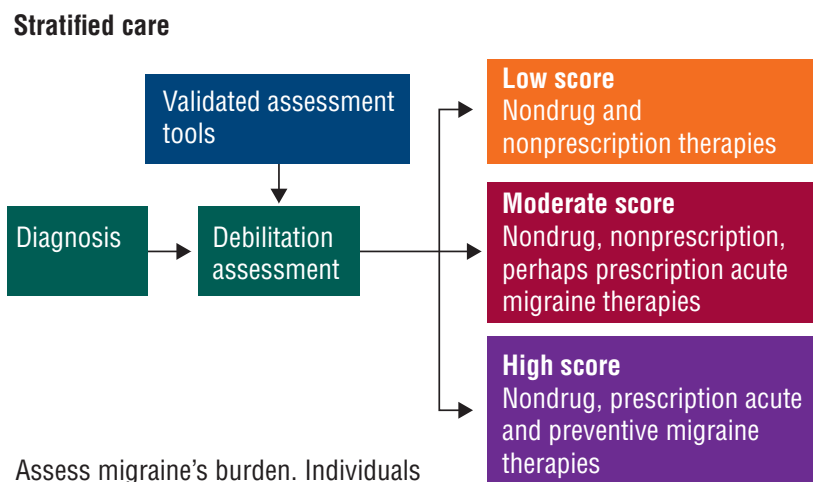 Stratified care
Validated assessment
tools
Diagnosis
Debilitation
assessment
Low score
Nondrug and
nonprescription therapies
Moderate score
Nondrug, nonprescription,
perhaps prescription acute
migraine therapies
High score
Nondrug, prescription acute
and preventive migraine
therapies
Assess migraine’s burden. Individuals